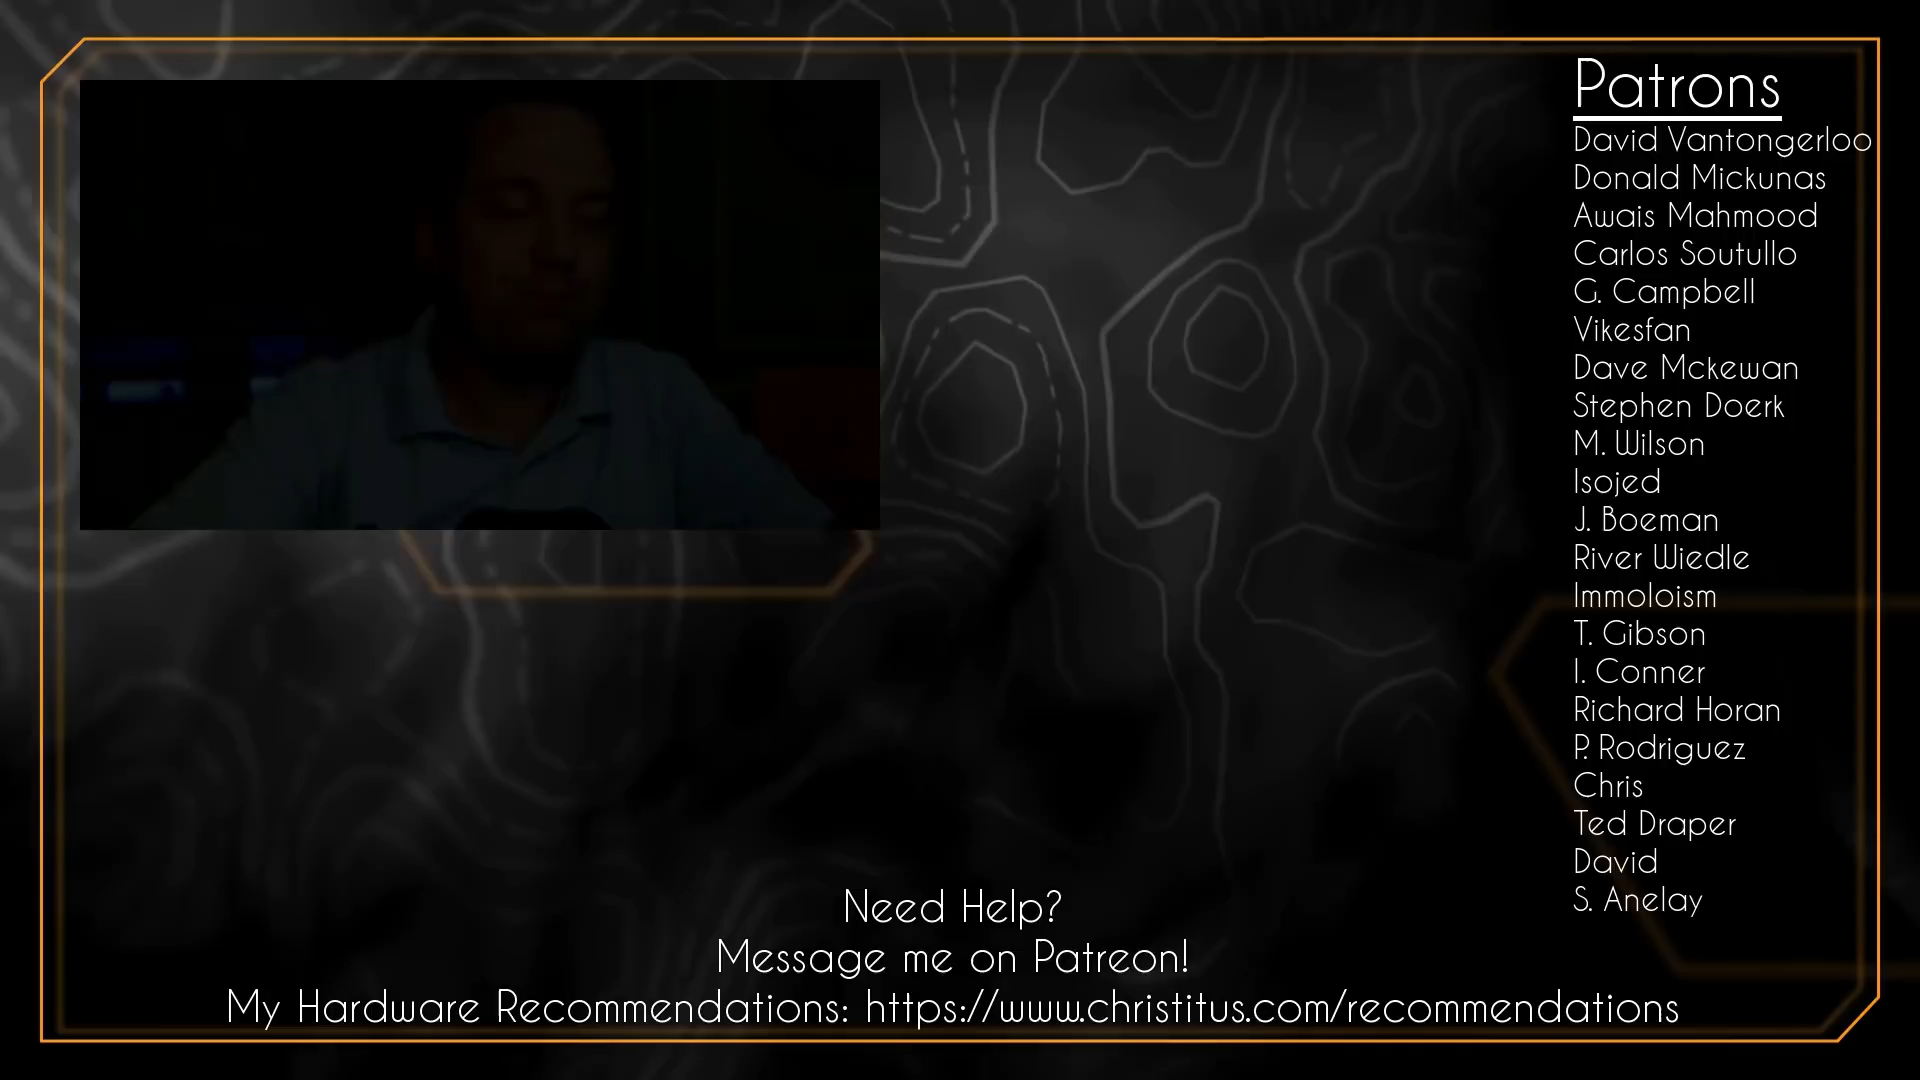 Patrons
David Vantongerloo
Donald Mickunas
Awais Mahmood
Carlos Soutullo
G. Campbell
Vikesfan
Dave Mckewan
Stephen Doerk
M. Wilson
Isojed
J. Boeman
River Wiedle
Immoloism
T. Gibson
I. Conner
Richard Horan
P. Rodriguez
Chris
Ted Draper
David
S. Anelay
Need Help?
Message me on Patreon!
My Hardware Recommendations: https://www.christitus.com/recommendations